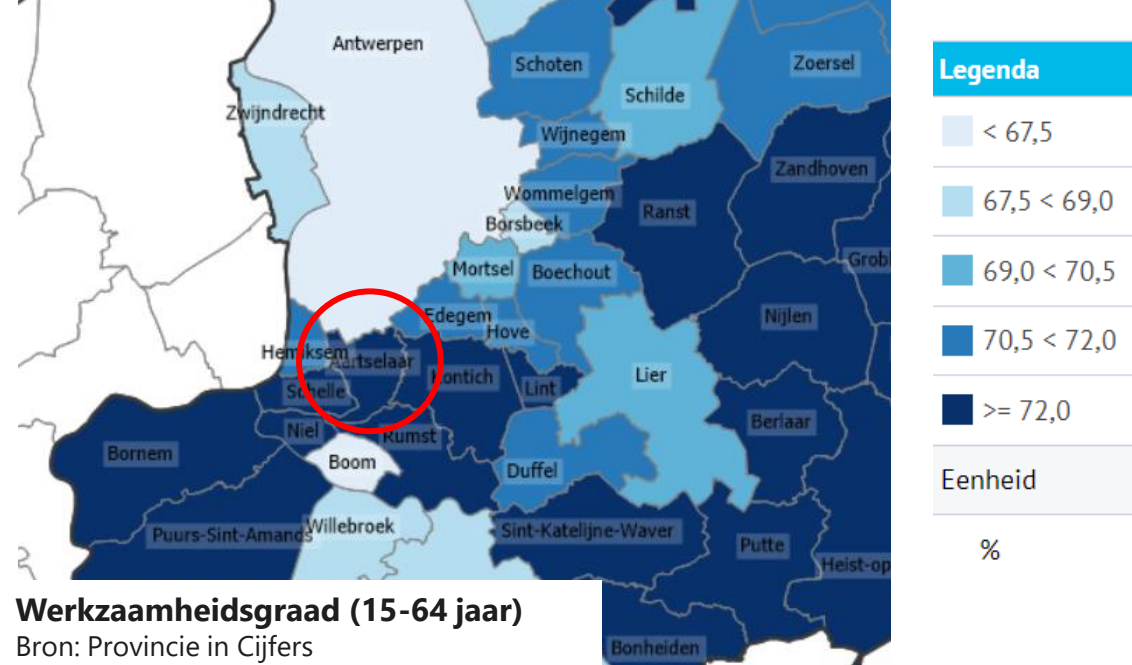 Antwerpen
Schoten
Zoersel
Schilde
Zwijndrecht
Wijnegem
Zandhoven
Wommelgem
Ranst
Borsbeek
Grob
Mortsel
Boechout
Edegem
Nijlen
Hove
Hemiksem
Aartselaar
Kontich
Lint
Lier
Schelle
Berlaar
Niel
Rumst
Bornem
Boom
Duffel
Puurs-Sint-Amands
Willebroek
Sint-Katelijne-Waver
Putte
Heist-op
Bonheiden
Werkzaamheidsgraad (15-64 jaar)
Bron: Provincie in Cijfers
Legenda
< 67,5
67,5 < 69,0
69,0 < 70,5
70,5 < 72,0
>= 72,0
Eenheid
%